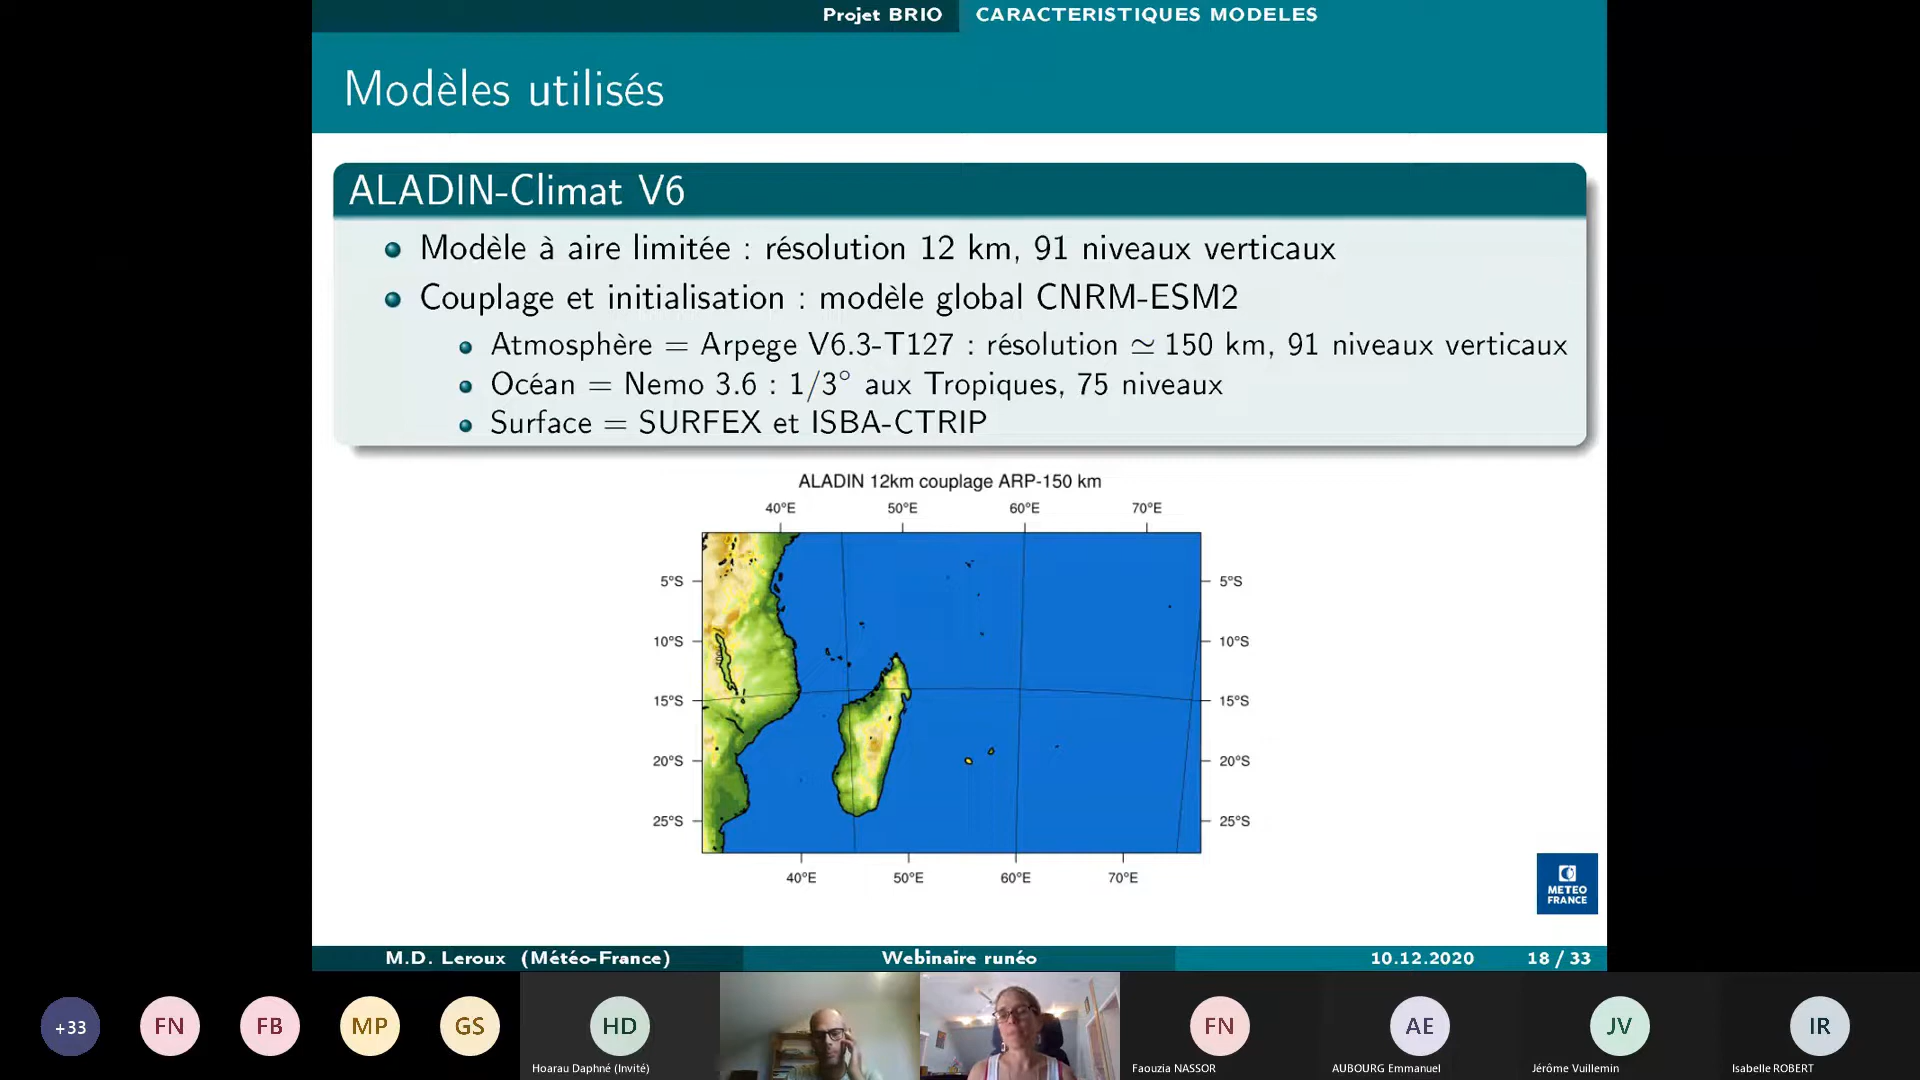 Projet BRIO CARACTERISTIQUES MODELES
Modèles utilisés
ALADIN-Climat V6
Modèle à aire limitée : résolution 12 km, 91 niveaux verticaux
Couplage et initialisation : modèle global CNRM-ESM2
Atmosphère = Arpege V6.3-T127 : résolution ≃ 150 km, 91 niveaux verticaux
Océan = Nemo 3.6 : 1/3° aux Tropiques, 75 niveaux
Surface = SURFEX et ISBA-CTRIP
ALADIN 12km couplage ARP-150 km
40°E 50°E 60°E 70°E
5°S 5°S
10°S 10°S
15°S 15°S
20°S 20°S
25°S 25°S
40°E 50°E 60°E 70°E
METEO
FRANCE
M.D. Leroux (Météo-France) Webinaire runéo 10.12.2020 18 / 33
+33 FN FB MP GS HD FN AE JV IR
Hoarau Daphné (Invité) Faouzia NASSOR AUBOURG Emmanuel Jérôme Vuillemin Isabelle ROBERT